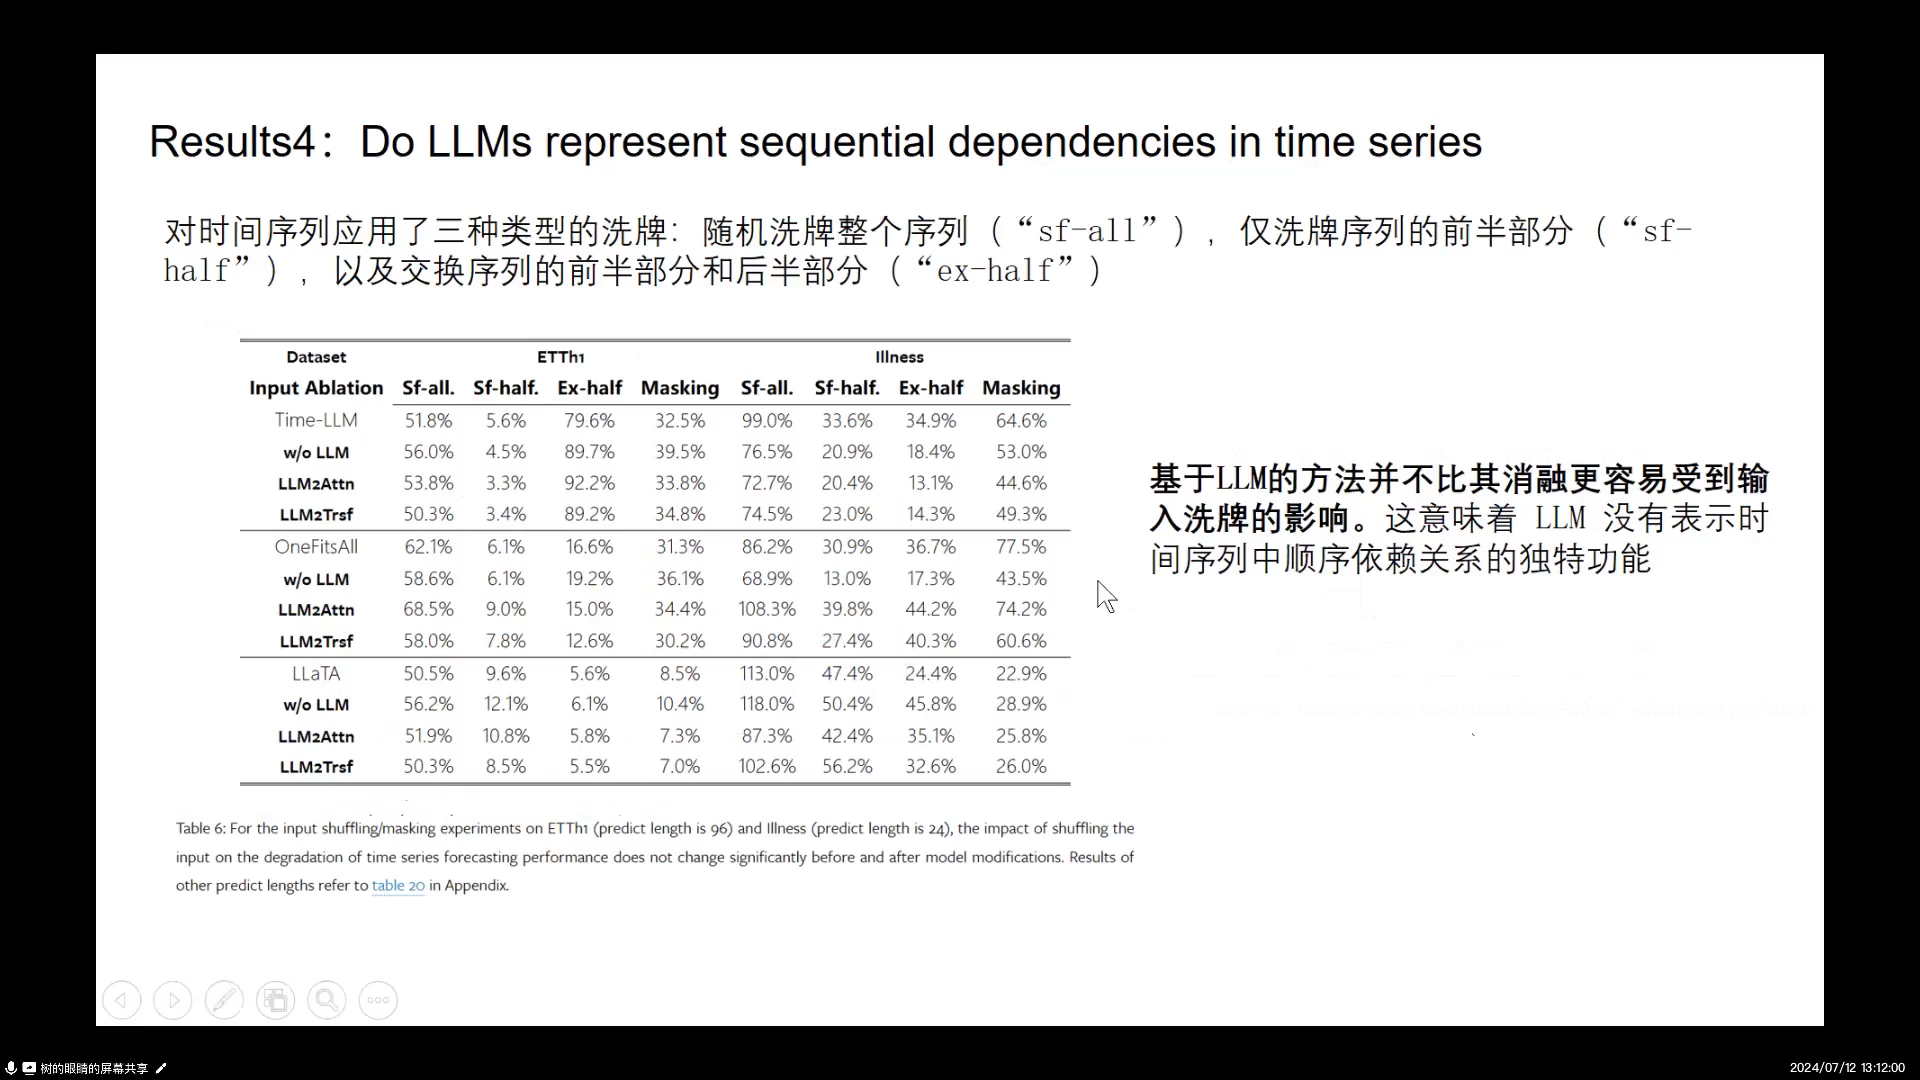 Results4：Do LLMs represent sequential dependencies in time series
对时间序列应用了三种类型的洗牌：随机洗牌整个序列（“sf-all”），仅洗牌序列的前半部分（“sf-
half”），以及交换序列的前半部分和后半部分（“ex-half”）
Dataset ETTh1 Illness
Input Ablation Sf-all. Sf-half. Ex-half Masking Sf-all. Sf-half. Ex-half Masking
Time-LLM 51.8% 5.6% 79.6% 32.5% 99.0% 33.6% 34.9% 64.6%
w/o LLM 56.0% 4.5% 89.7% 39.5% 76.5% 20.9% 18.4% 53.0%
LLM2Attn 53.8% 3.3% 92.2% 33.8% 72.7% 20.4% 13.1% 44.6%
LLM2Trsf 50.3% 3.4% 89.2% 34.8% 74.5% 23.0% 14.3% 49.3%
OneFitsAll 62.1% 6.1% 16.6% 31.3% 86.2% 30.9% 36.7% 77.5%
w/o LLM 58.6% 6.1% 19.2% 36.1% 68.9% 13.0% 17.3% 43.5%
LLM2Attn 68.5% 9.0% 15.0% 34.4% 108.3% 39.8% 44.2% 74.2%
LLM2Trsf 58.0% 7.8% 12.6% 30.2% 90.8% 27.4% 40.3% 60.6%
LLaTA 50.5% 9.6% 5.6% 8.5% 113.0% 47.4% 24.4% 22.9%
w/o LLM 56.2% 12.1% 6.1% 10.4% 118.0% 50.4% 45.8% 28.9%
LLM2Attn 51.9% 10.8% 5.8% 7.3% 87.3% 42.4% 35.1% 25.8%
LLM2Trsf 50.3% 8.5% 5.5% 7.0% 102.6% 56.2% 32.6% 26.0%
Table 6: For the input shuffling/masking experiments on ETTh1 (predict length is 96) and Illness (predict length is 24), the impact of shuffling the
input on the degradation of time series forecasting performance does not change significantly before and after model modifications. Results of
other predict lengths refer to table 20 in Appendix.
基于LLM的方法并不比其消融更容易受到输
入洗牌的影响。这意味着 LLM 没有表示时
间序列中顺序依赖关系的独特功能
树的眼睛的屏幕共享
2024/07/12 13:12:00